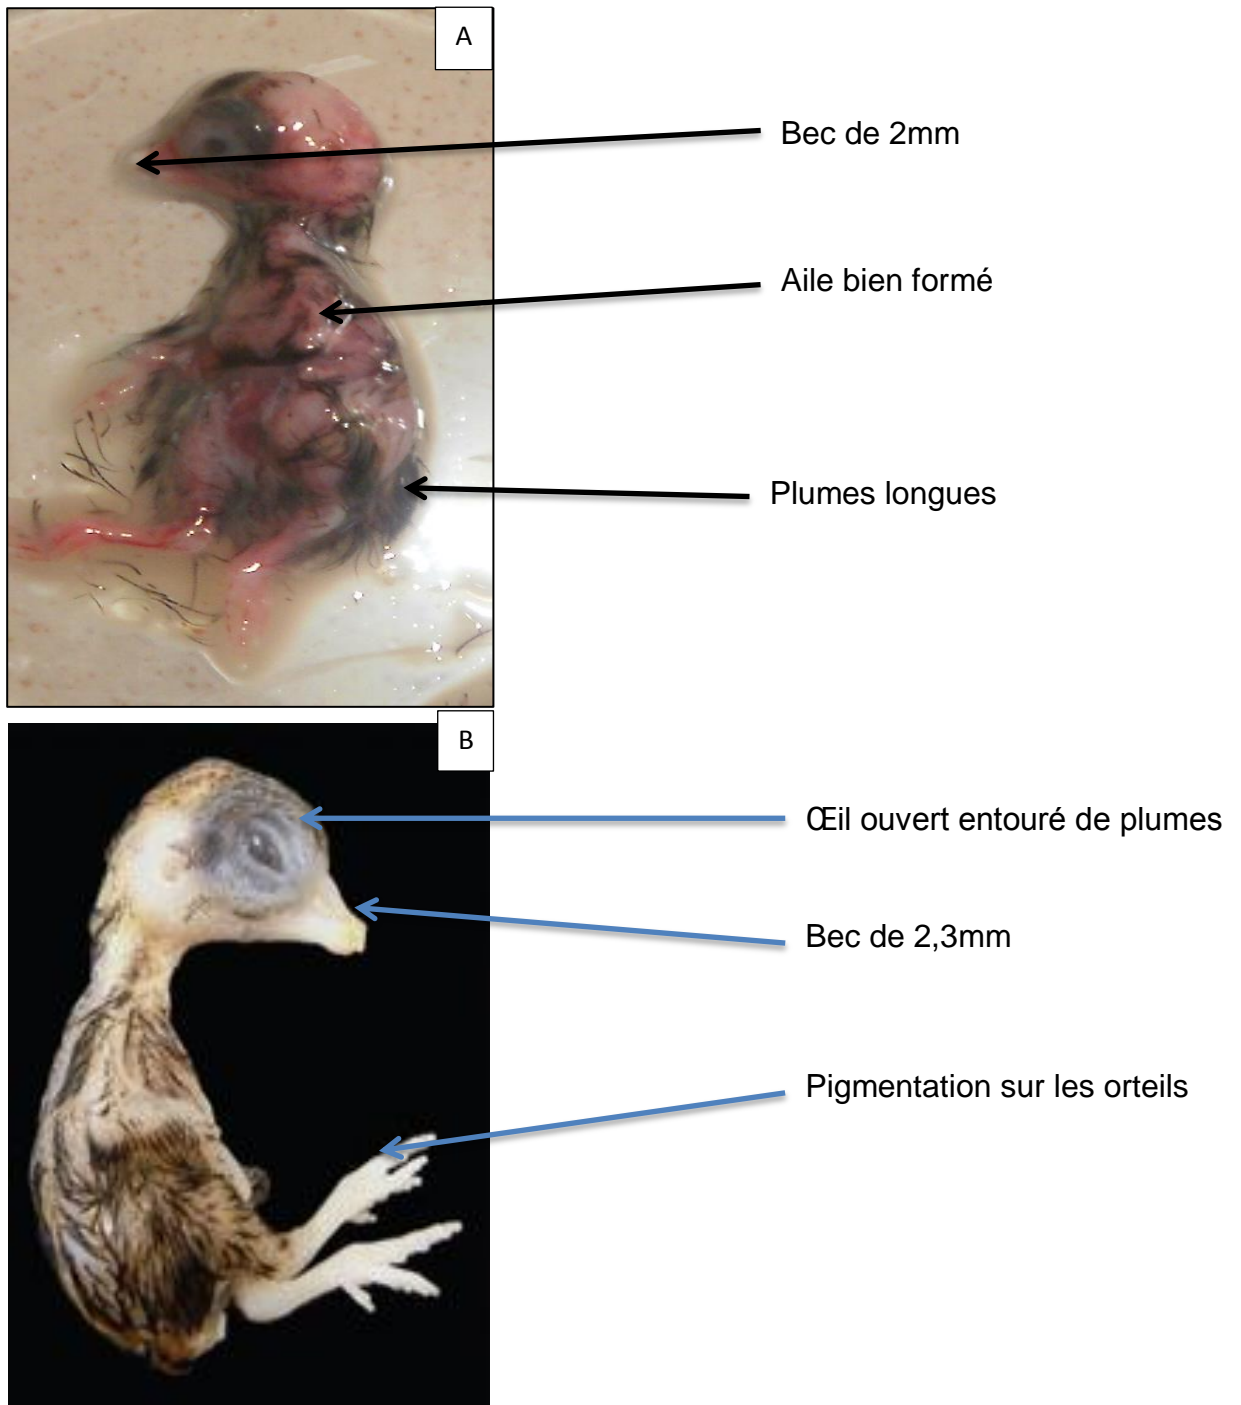 A
Bec de 2mm
Aile bien formé
Plumes longues
B
Œil ouvert entouré de plumes
Bec de 2,3mm
Pigmentation sur les orteils